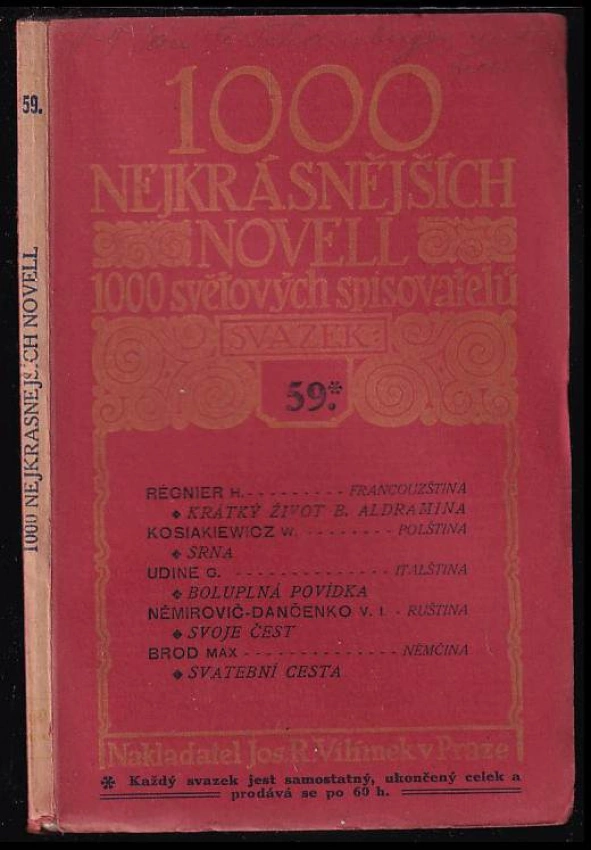 59.
1000 NEJKRASNEJŠÍCH NOVELL
1000
NEJKRÁSNĚJŠÍCH
NOVELL
1000 světových spisovatelů
SVAZEK:
59.*
RÉGNIER H. - - - - - - - - - FRANCOUZŠTINA
◆ KRÁTKÝ ŽIVOT B. ALDRAMINA
KOSIAKIEWICZ W. - - - - - - - - POLŠTINA
◆ SRNA
UDINE G. - - - - - - - - - - - - - - ITALŠTINA
◆ BOLUPLNÁ POVÍDKA
NĚMIROVIČ-DANČENKO V. I. - RUŠTINA
◆ SVOJE ČEST
BROD MAX - - - - - - - - - - - - - - NĚMČINA
◆ SVATEBNÍ CESTA
Nakladatel Jos. R. Vilímek v Praze
* Každý svazek jest samostatný, ukončený celek a
prodává se po 60 h.